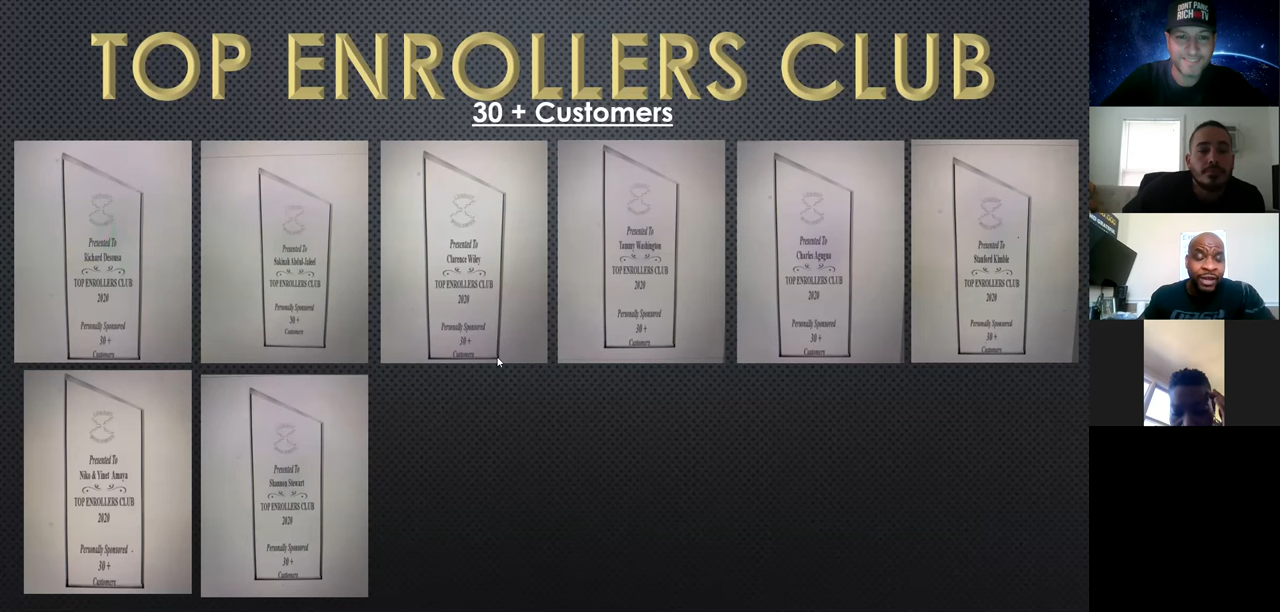 TOP ENROLLERS CLUB
30 + Customers
Presented To
Richard Desousa
TOP ENROLLERS CLUB
2020
Personally Sponsored
30 +
Customers
Presented To
Sakinah Abdul-Jaleel
TOP ENROLLERS CLUB
2020
Personally Sponsored
30 +
Customers
Presented To
Clarence Wiley
TOP ENROLLERS CLUB
2020
Personally Sponsored
30 +
Customers
Presented To
Tammy Washington
TOP ENROLLERS CLUB
2020
Personally Sponsored
30 +
Customers
Presented To
Charles Agugua
TOP ENROLLERS CLUB
2020
Personally Sponsored
30 +
Customers
Presented To
Stanford Kimble
TOP ENROLLERS CLUB
2020
Personally Sponsored
30 +
Customers
Presented To
Niko & Yinet Amaya
TOP ENROLLERS CLUB
2020
Personally Sponsored
30 +
Customers
Presented To
Shannon Stewart
TOP ENROLLERS CLUB
2020
Personally Sponsored
30 +
Customers
DONT PANIC
RICH TV